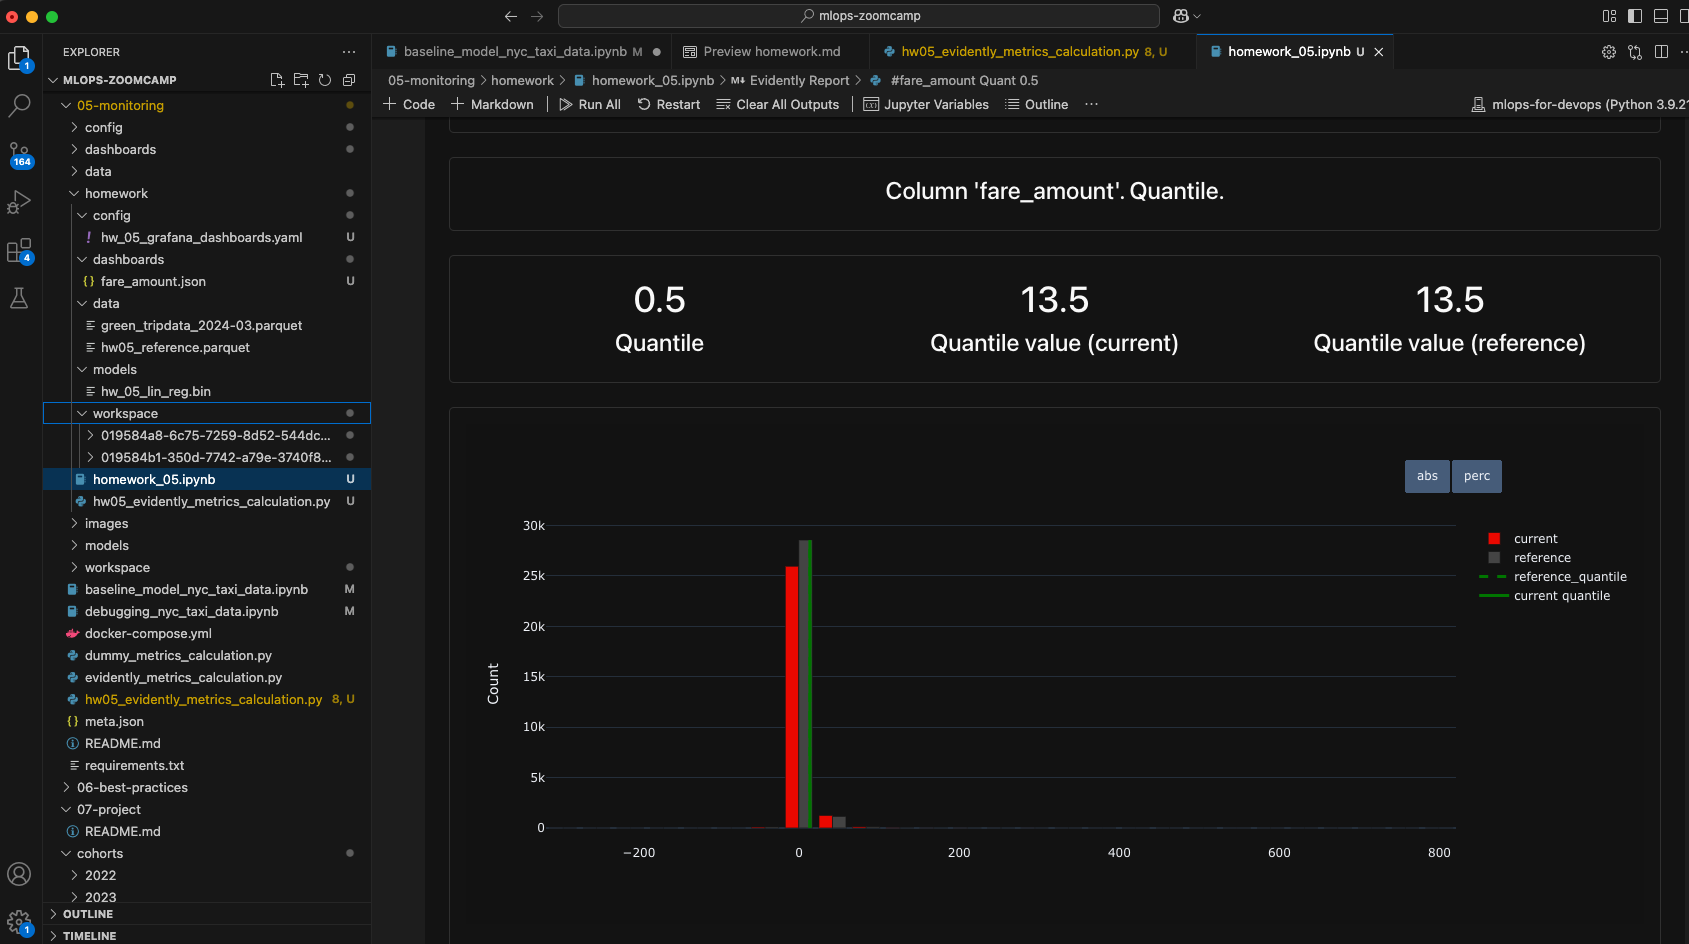 mlops-zoomcamp
EXPLORER
MLOPS-ZOOMCAMP
05-monitoring
config
dashboards
data
homework
config
! hw_05_grafana_dashboards.yaml U
dashboards
{} fare_amount.json U
data
green_tripdata_2024-03.parquet
hw05_reference.parquet
models
hw_05_lin_reg.bin
workspace
019584a8-6c75-7259-8d52-544dc...
019584b1-350d-7742-a79e-3740f8...
homework_05.ipynb U
hw05_evidently_metrics_calculation.py U
images
models
workspace
baseline_model_nyc_taxi_data.ipynb M
debugging_nyc_taxi_data.ipynb M
docker-compose.yml
dummy_metrics_calculation.py
evidently_metrics_calculation.py
hw05_evidently_metrics_calculation.py 8, U
{} meta.json
README.md
requirements.txt
06-best-practices
07-project
README.md
cohorts
2022
2023
OUTLINE
TIMELINE
1
164
4
1
baseline_model_nyc_taxi_data.ipynb M
Preview homework.md
hw05_evidently_metrics_calculation.py 8, U
homework_05.ipynb U
05-monitoring > homework > homework_05.ipynb > M Evidently Report > #fare_amount Quant 0.5
+ Code + Markdown | Run All Restart Clear All Outputs | Jupyter Variables Outline ...
mlops-for-devops (Python 3.9.21
Column 'fare_amount'. Quantile.
0.5 13.5 13.5
Quantile Quantile value (current) Quantile value (reference)
abs perc
30k
25k
20k
15k
10k
5k
0
Count
−200 0 200 400 600 800
current
reference
reference_quantile
current quantile